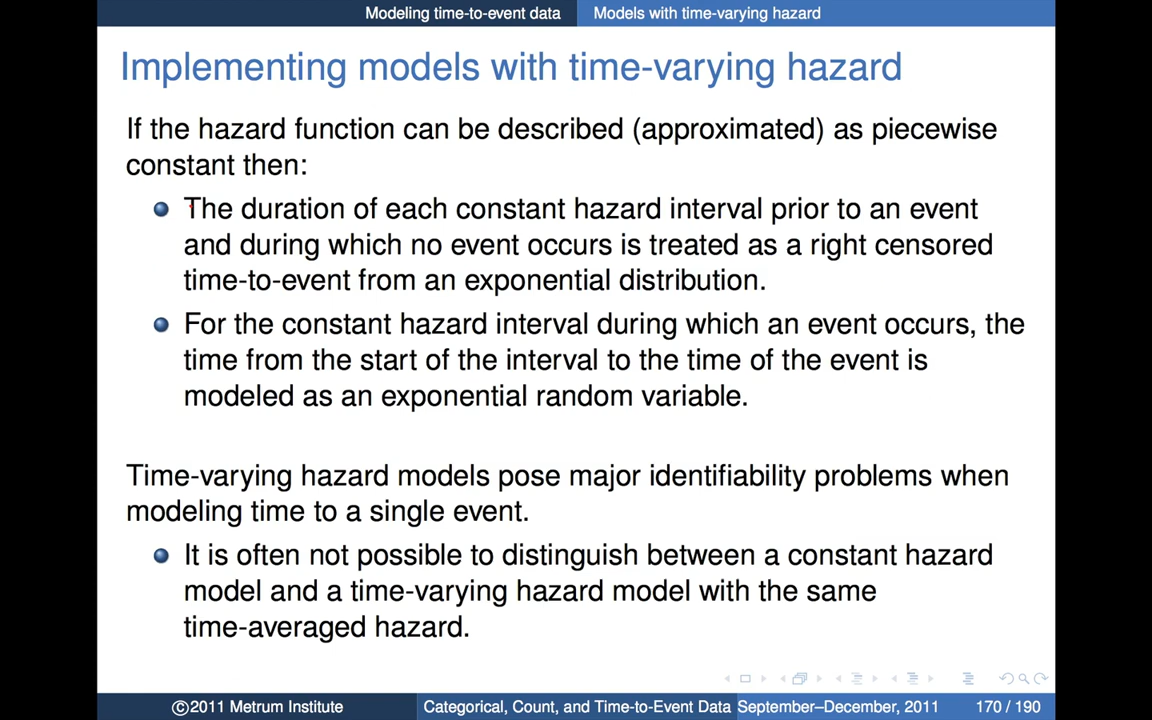 Modeling time-to-event data Models with time-varying hazard
Implementing models with time-varying hazard
If the hazard function can be described (approximated) as piecewise
constant then:
The duration of each constant hazard interval prior to an event
and during which no event occurs is treated as a right censored
time-to-event from an exponential distribution.
For the constant hazard interval during which an event occurs, the
time from the start of the interval to the time of the event is
modeled as an exponential random variable.
Time-varying hazard models pose major identifiability problems when
modeling time to a single event.
It is often not possible to distinguish between a constant hazard
model and a time-varying hazard model with the same
time-averaged hazard.
©2011 Metrum Institute Categorical, Count, and Time-to-Event Data September–December, 2011 170 / 190